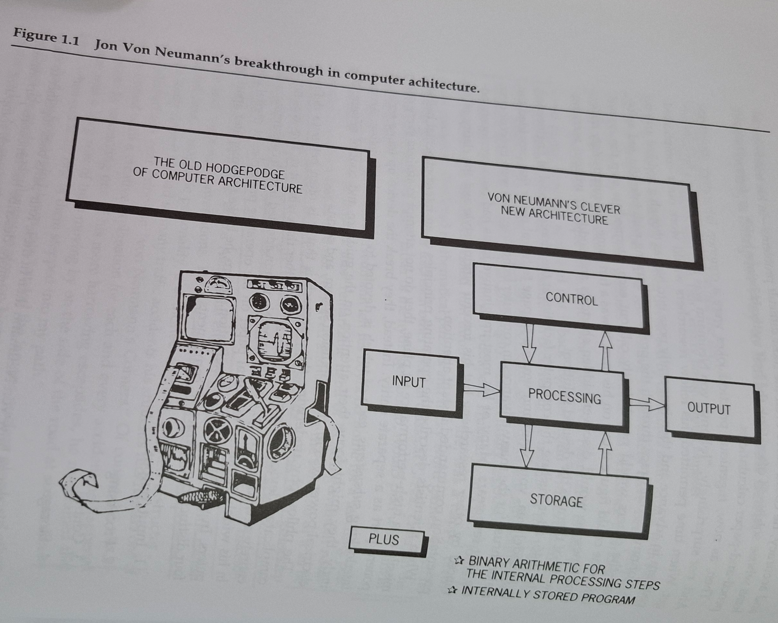 Figure 1.1 Jon Von Neumann's breakthrough in computer achitecture.
THE OLD HODGEPODGE
OF COMPUTER ARCHITECTURE
VON NEUMANN'S CLEVER
NEW ARCHITECTURE
CONTROL
INPUT
PROCESSING
OUTPUT
STORAGE
PLUS
☆ BINARY ARITHMETIC FOR
THE INTERNAL PROCESSING STEPS
☆ INTERNALLY STORED PROGRAM